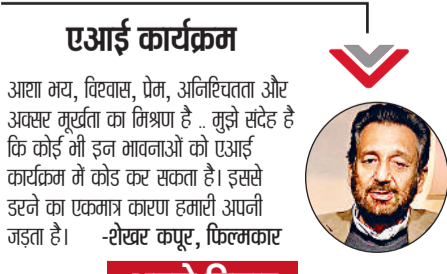 एआई कार्यक्रम
आशा भय, विश्वास, प्रेम, अनिश्चितता और
अक्सर मूर्खता का मिश्रण है .. मुझे संदेह है
कि कोई भी इन भावनाओं को एआई
कार्यक्रम में कोड कर सकता है। इससे
डरने का एकमात्र कारण हमारी अपनी
जड़ता है। -शेखर कपूर, फिल्मकार